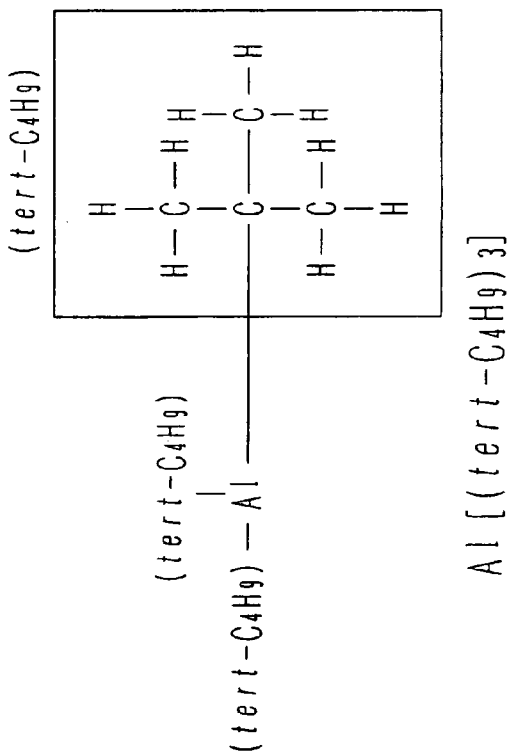 (tert-C4H9)
H
H—C—H H
(tert-C4H9)
(tert-C4H9)—Al—C—C—H
H—C—H H
H
Al[(tert-C4H9)3]